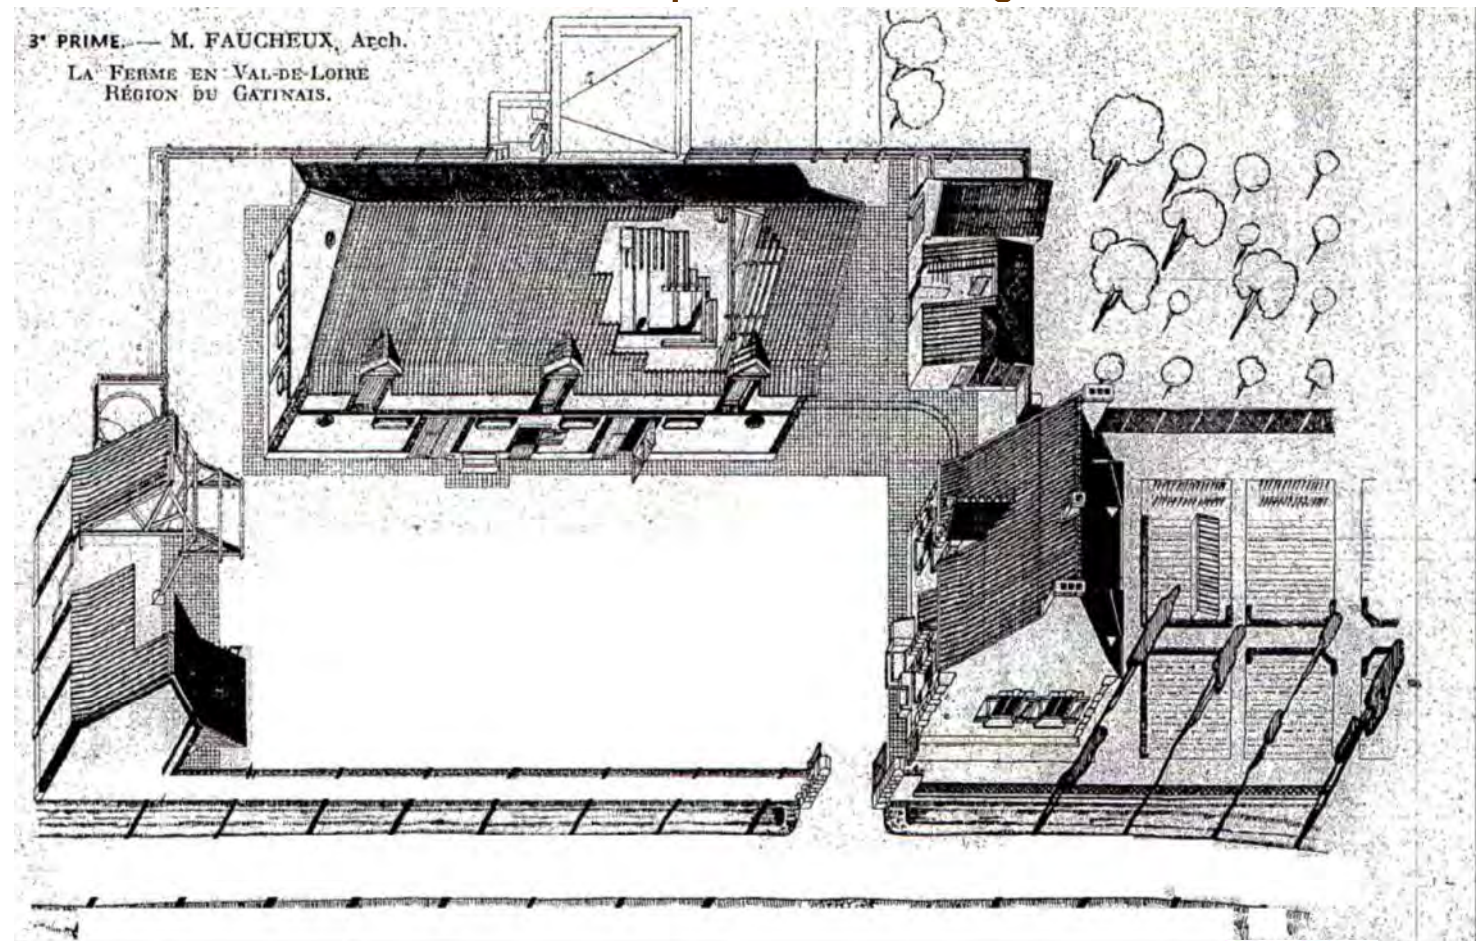 3e PRIME. — M. FAUCHEUX, Arch.
LA FERME EN VAL-DE-LOIRE
RÉGION DU GATINAIS.